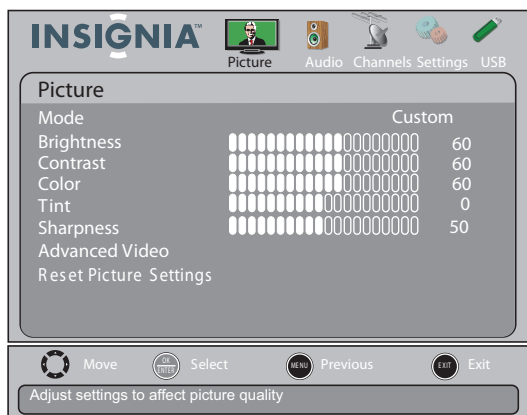 INSIGNIA™
Picture Audio Channels Settings USB
Picture
Mode Custom
Brightness 60
Contrast 60
Color 60
Tint 0
Sharpness 50
Advanced Video
Reset Picture Settings
Move OK ENTER Select MENU Previous EXIT Exit
Adjust settings to affect picture quality